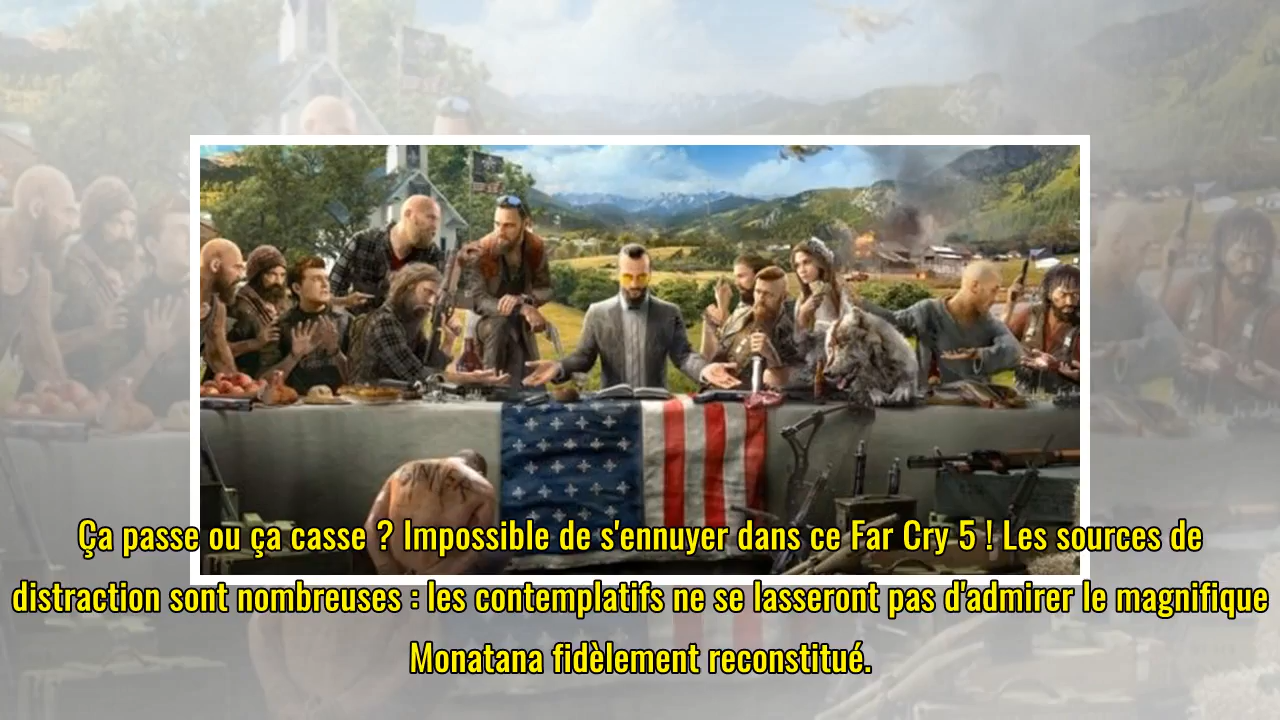 SINNER
Ça passe ou ça casse ? Impossible de s'ennuyer dans ce Far Cry 5 ! Les sources de
distraction sont nombreuses : les contemplatifs ne se lasseront pas d'admirer le magnifique
Monatana fidèlement reconstitué.